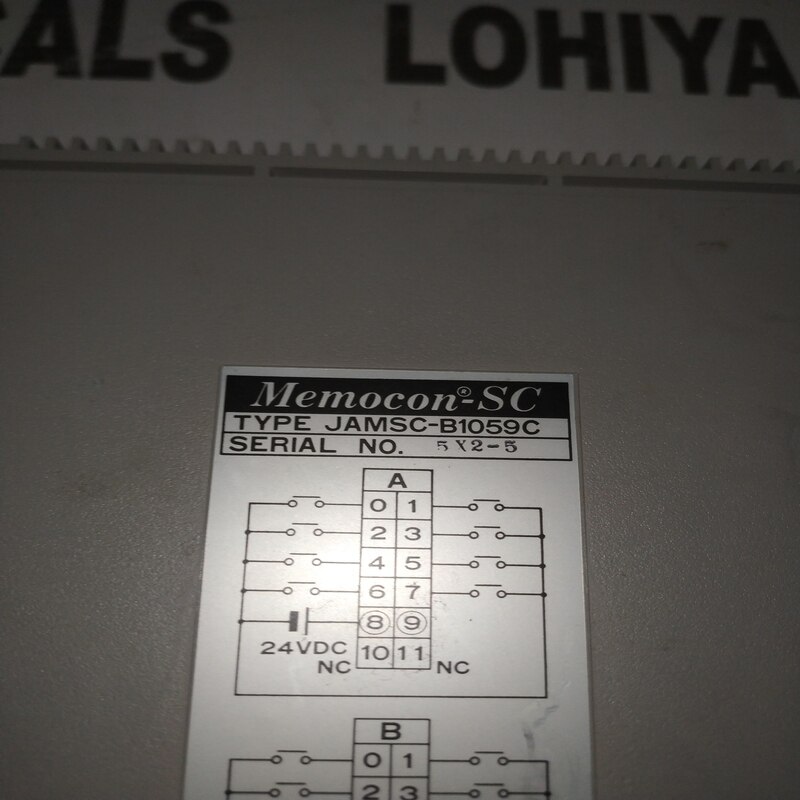 CALS LOHIYA
Memocon®-SC
TYPE JAMSC-B1059C
SERIAL NO. 5X2-5
A
0 1
2 3
4 5
6 7
8 9
24VDC 10 11
NC NC
B
0 1
2 3